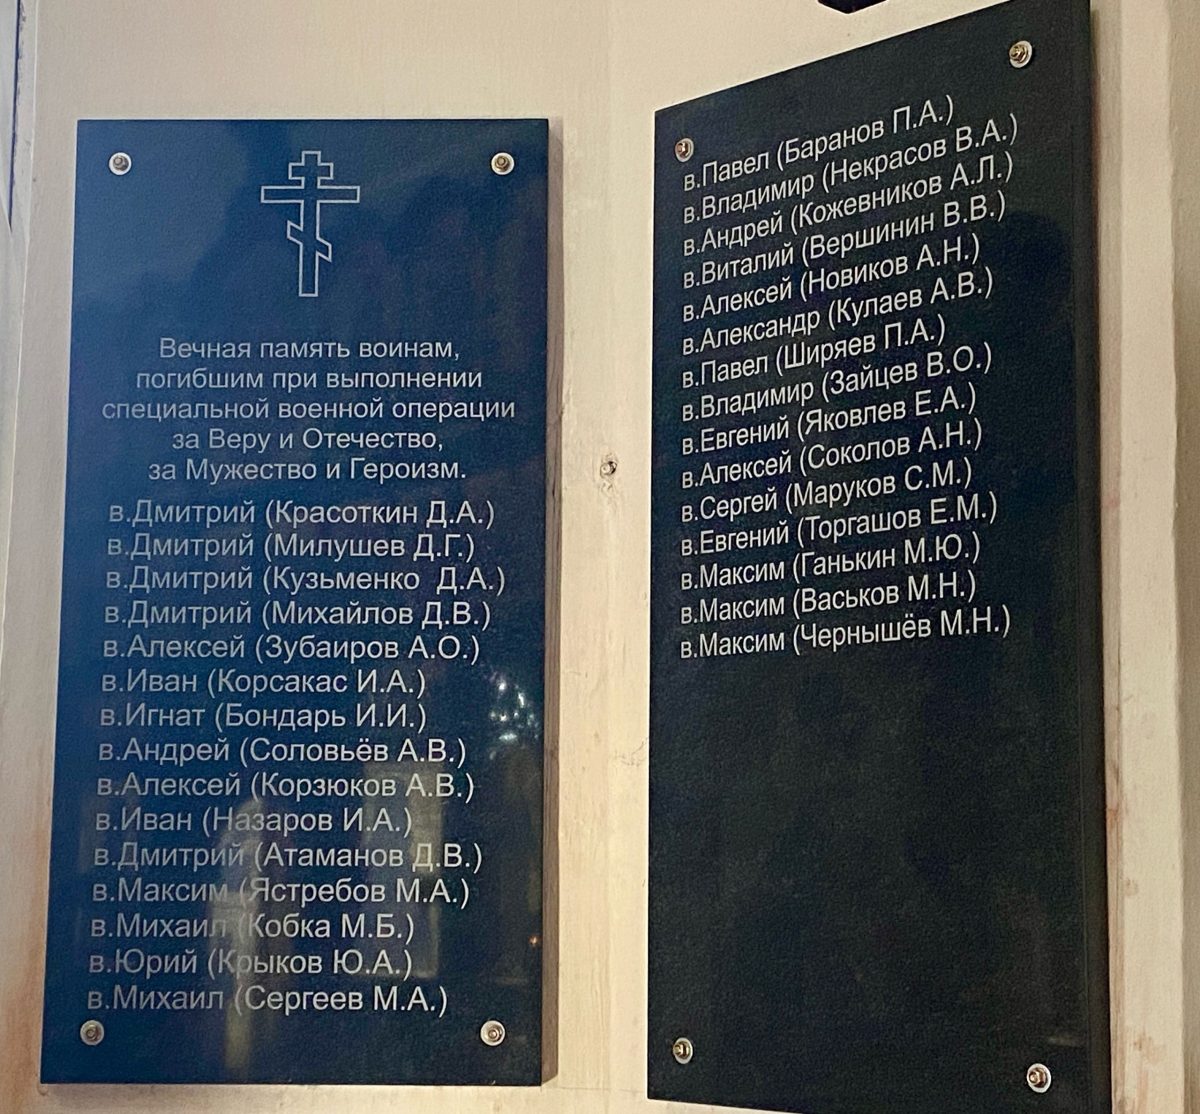 Вечная память воинам,
погибшим при выполнении
специальной военной операции
за Веру и Отечество,
за Мужество и Героизм.
в.Дмитрий (Красоткин Д.А.)
в.Дмитрий (Милушев Д.Г.)
в.Дмитрий (Кузьменко Д.А.)
в.Дмитрий (Михайлов Д.В.)
в.Алексей (Зубаиров А.О.)
в.Иван (Корсакас И.А.)
в.Игнат (Бондарь И.И.)
в.Андрей (Соловьёв А.В.)
в.Алексей (Корзюков А.В.)
в.Иван (Назаров И.А.)
в.Дмитрий (Атаманов Д.В.)
в.Максим (Ястребов М.А.)
в.Михаил (Кобка М.Б.)
в.Юрий (Крыков Ю.А.)
в.Михаил (Сергеев М.А.)
в.Павел (Баранов П.А.)
в.Владимир (Некрасов В.А.)
в.Андрей (Кожевников А.Л.)
в.Виталий (Вершинин В.В.)
в.Алексей (Новиков А.Н.)
в.Александр (Кулаев А.В.)
в.Павел (Ширяев П.А.)
в.Владимир (Зайцев В.О.)
в.Евгений (Яковлев Е.А.)
в.Алексей (Соколов А.Н.)
в.Сергей (Маруков С.М.)
в.Евгений (Торгашов Е.М.)
в.Максим (Ганькин М.Ю.)
в.Максим (Васьков М.Н.)
в.Максим (Чернышёв М.Н.)